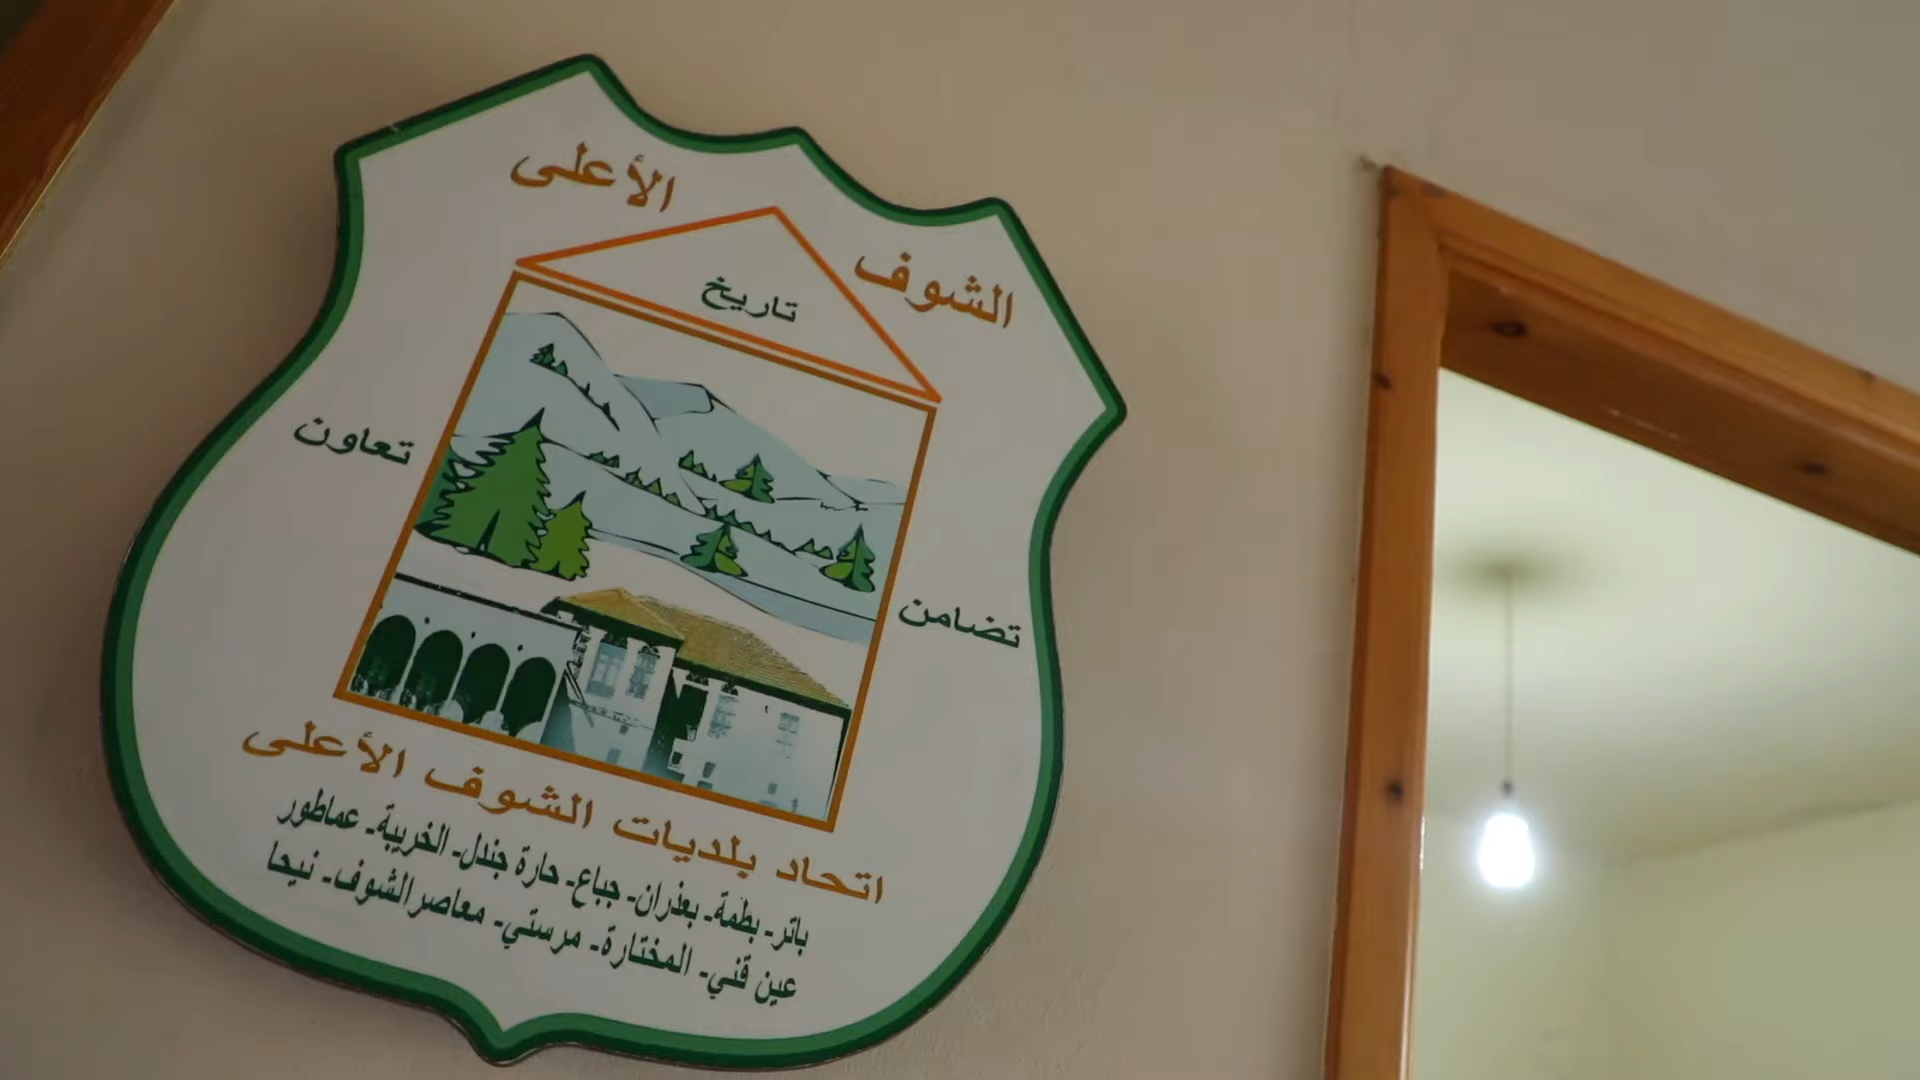 الشوف الأعلى
تاريخ
تضامن
تعاون
اتحاد بلديات الشوف الأعلى
باتر- بطمة- بعذران- جباع- حارة جندل- الخريبة- عماطور
عين قني- المختارة- مرستي- معاصر الشوف- نيحا